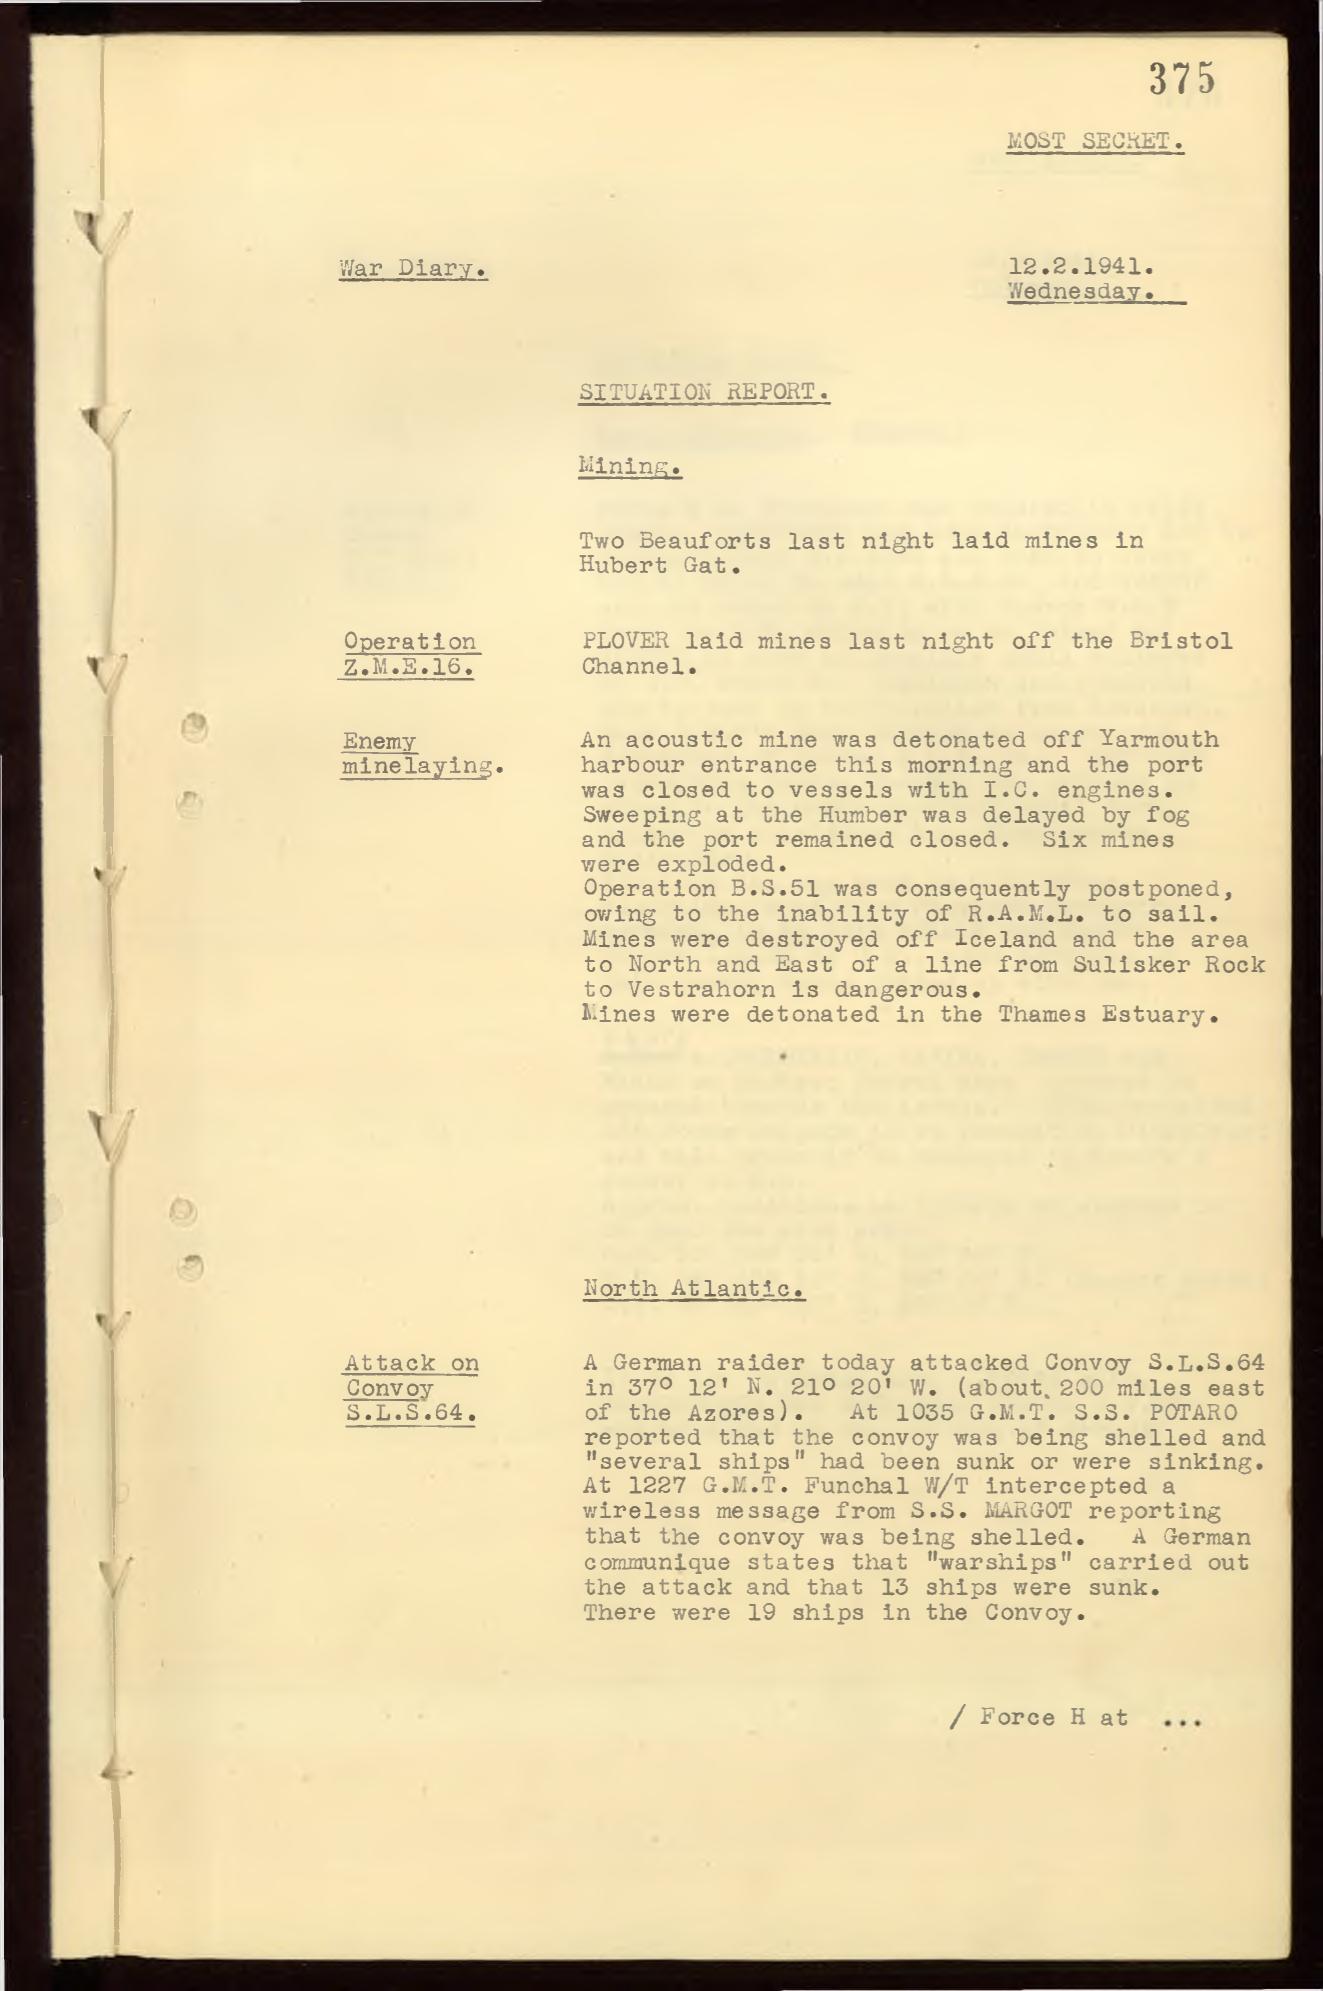 375
MOST SECRET.
War Diary.
12.2.1941.
Wednesday.
SITUATION REPORT.
Mining.
Two Beauforts last night laid mines in
Hubert Gat.
Operation
Z.M.E.16.
PLOVER laid mines last night off the Bristol
Channel.
Enemy
minelaying.
An acoustic mine was detonated off Yarmouth
harbour entrance this morning and the port
was closed to vessels with I.C. engines.
Sweeping at the Humber was delayed by fog
and the port remained closed. Six mines
were exploded.
Operation B.S.51 was consequently postponed,
owing to the inability of R.A.M.L. to sail.
Mines were destroyed off Iceland and the area
to North and East of a line from Sulisker Rock
to Vestrahorn is dangerous.
Mines were detonated in the Thames Estuary.
North Atlantic.
Attack on
Convoy
S.L.S.64.
A German raider today attacked Convoy S.L.S.64
in 37° 12' N. 21° 20' W. (about 200 miles east
of the Azores). At 1035 G.M.T. S.S. POTARO
reported that the convoy was being shelled and
"several ships" had been sunk or were sinking.
At 1227 G.M.T. Funchal W/T intercepted a
wireless message from S.S. MARGOT reporting
that the convoy was being shelled. A German
communique states that "warships" carried out
the attack and that 13 ships were sunk.
There were 19 ships in the Convoy.
/ Force H at ...